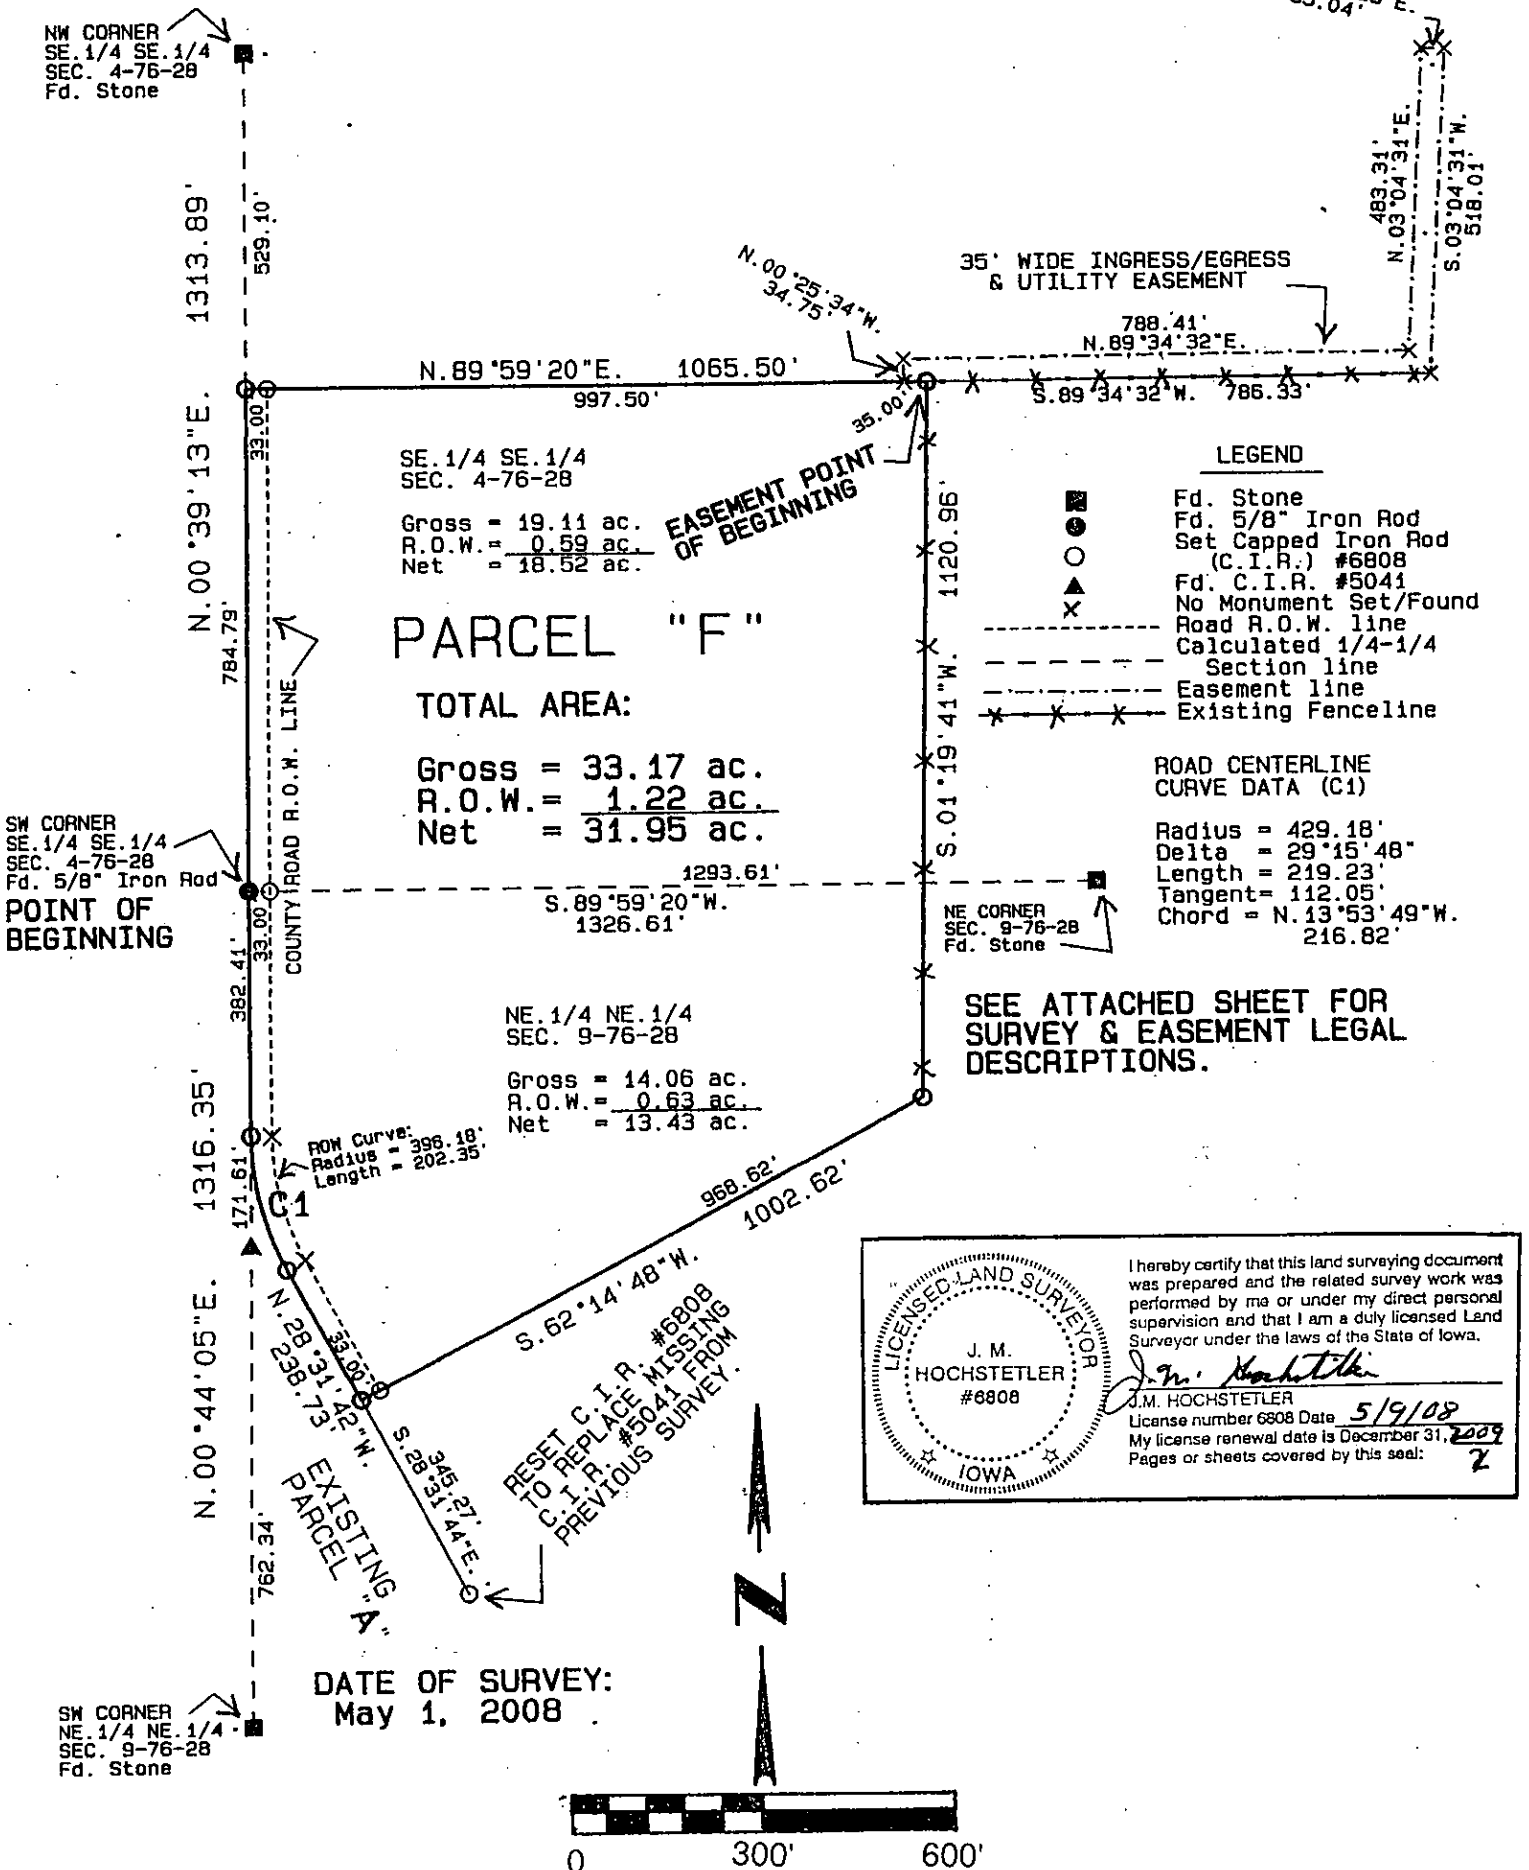 NW CORNER
SE.1/4 SE.1/4
SEC. 4-76-28
Fd. Stone
E.
.04'
1313.89'
529.10'
N.00°39'13"E.
784.79'
483.31'
N.03°04'31"E.
S.03°04'31"W.
518.01'
N.00°25'34"W.
34.75'
35' WIDE INGRESS/EGRESS
& UTILITY EASEMENT
788.41'
N.89°34'32"E.
N.89°59'20"E. 1065.50'
997.50'
35.00'
S.89°34'32"W. 786.33'
33.00'
SE.1/4 SE.1/4
SEC. 4-76-28
Gross = 19.11 ac.
R.O.W.= 0.59 ac.
Net = 18.52 ac.
EASEMENT POINT
OF BEGINNING
1120.96'
S.01°19'41"W.
LEGEND
Fd. Stone
Fd. 5/8" Iron Rod
Set Capped Iron Rod
(C.I.R.) #6808
Fd. C.I.R. #5041
No Monument Set/Found
Road R.O.W. line
Calculated 1/4-1/4
Section line
Easement line
Existing Fenceline
PARCEL "F"
TOTAL AREA:
Gross = 33.17 ac.
R.O.W.= 1.22 ac.
Net = 31.95 ac.
COUNTY ROAD R.O.W. LINE
ROAD CENTERLINE
CURVE DATA (C1)
Radius = 429.18'
Delta = 29°15'48"
Length = 219.23'
Tangent= 112.05'
Chord = N.13°53'49"W.
216.82'
SW CORNER
SE.1/4 SE.1/4
SEC. 4-76-28
Fd. 5/8" Iron Rod
POINT OF
BEGINNING
1293.61'
S.89°59'20"W.
1326.61'
NE CORNER
SEC. 9-76-28
Fd. Stone
33.00'
382.41'
SEE ATTACHED SHEET FOR
SURVEY & EASEMENT LEGAL
DESCRIPTIONS.
NE.1/4 NE.1/4
SEC. 9-76-28
Gross = 14.06 ac.
R.O.W.= 0.63 ac.
Net = 13.43 ac.
1316.35'
N.00°44'05"E.
171.61'
ROW Curve:
Radius = 396.18'
Length = 202.35'
C1
968.62'
1002.62'
S.62°14'48"W.
33.00'
N.28°31'42"W.
238.73'
345.27'
S.28°31'44"E.
RESET C.I.R. #6808
TO REPLACE MISSING
C.I.R. #5041 FROM
PREVIOUS SURVEY.
EXISTING
PARCEL "A"
762.34'
LICENSED LAND SURVEYOR
J. M.
HOCHSTETLER
#6808
IOWA
I hereby certify that this land surveying document
was prepared and the related survey work was
performed by me or under my direct personal
supervision and that I am a duly licensed Land
Surveyor under the laws of the State of Iowa.
J.M. Hochstetler
J.M. HOCHSTETLER
License number 6808 Date 5/9/08
My license renewal date is December 31, 2009
Pages or sheets covered by this seal: 2
N
DATE OF SURVEY:
May 1, 2008
SW CORNER
NE.1/4 NE.1/4
SEC. 9-76-28
Fd. Stone
0 300' 600'